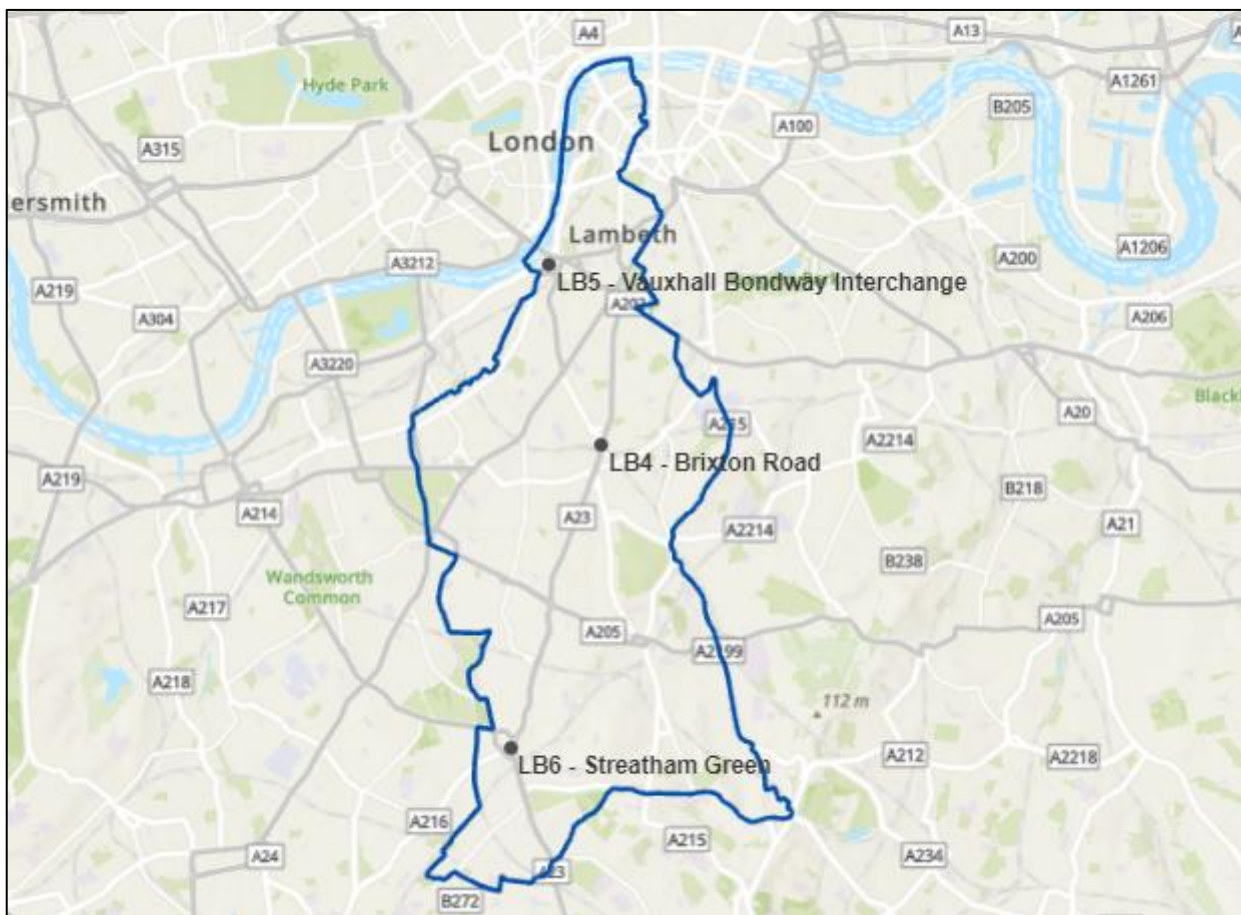 A4
A13
A
Hyde Park
A1261
B205
A100
A315
London
ersmith
Lambeth
A1206
A3212
A200
A219
LB5 - Vauxhall Bondway Interchange
A202
A304
A206
A3220
Black
A20
A215
A2214
LB4 - Brixton Road
A219
B218
A214
A23
A2214
A21
B238
Wandsworth
Common
A217
A205
A205
A2199
A218
112 m
LB6 - Streatham Green
A212
A2218
A216
A215
A24
A234
A23
B272